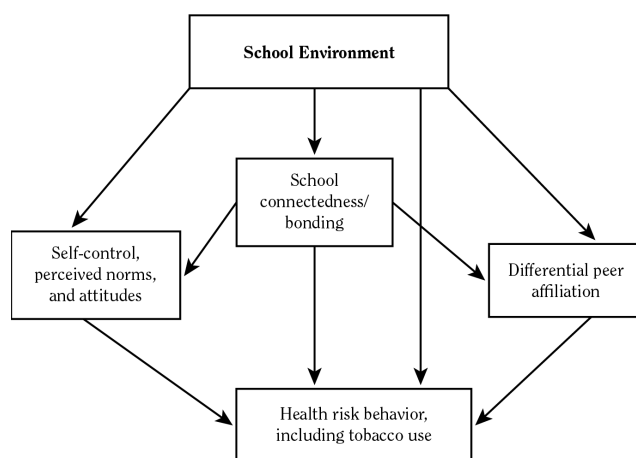 School Environment
School
connectedness/
bonding
Self-control,
perceived norms,
and attitudes
Differential peer
affiliation
Health risk behavior,
including tobacco use